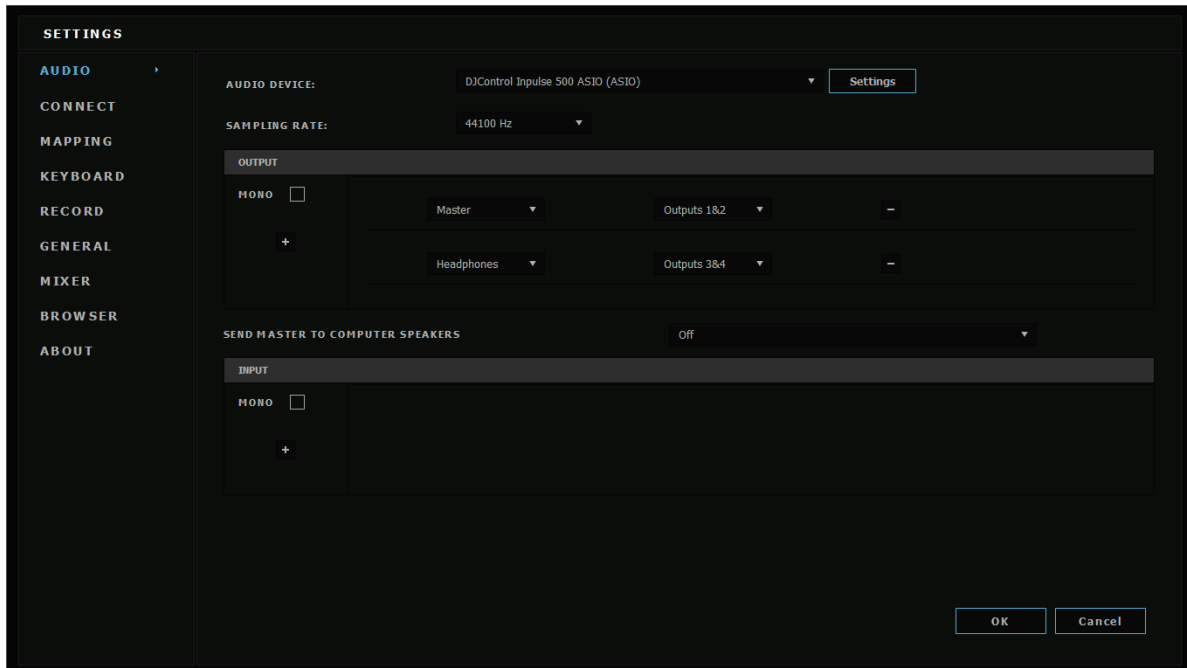 SETTINGS
AUDIO
CONNECT
MAPPING
KEYBOARD
RECORD
GENERAL
MIXER
BROWSER
ABOUT
AUDIO DEVICE: DJControl Inpulse 500 ASIO (ASIO) Settings
SAMPLING RATE: 44100 Hz
OUTPUT
MONO
Master Outputs 1&2 −
+
Headphones Outputs 3&4 −
SEND MASTER TO COMPUTER SPEAKERS Off
INPUT
MONO
+
OK Cancel